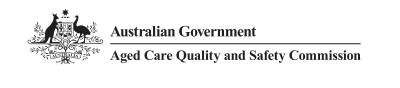 Australian Government
Aged Care Quality and Safety Commission